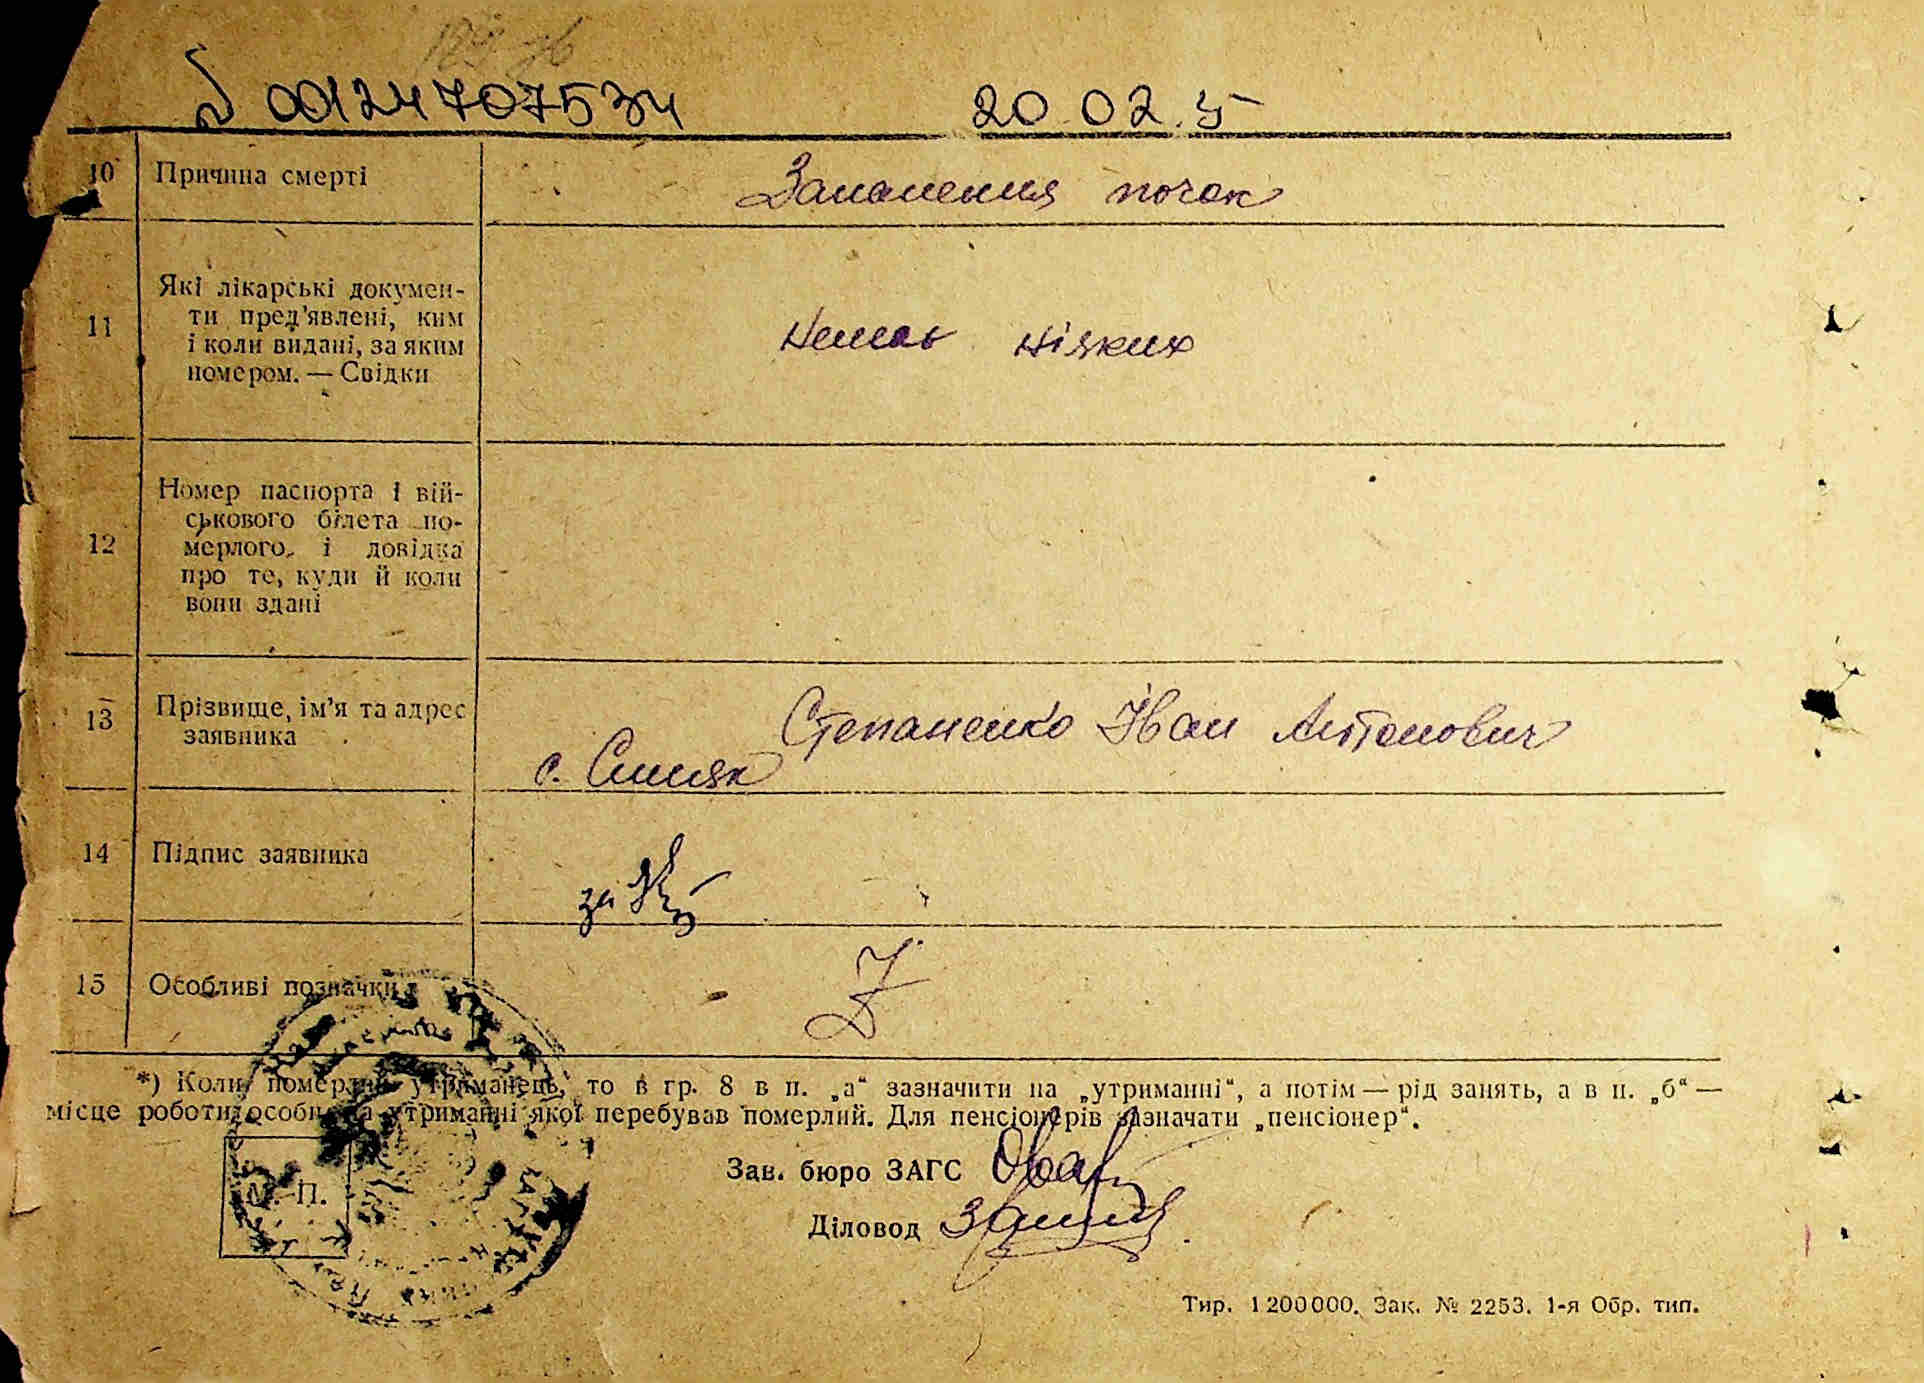 00124707534 20.02.
10 Причина смерті Запалення почок
11 Які лікарські докумен-
ти пред'явлені, ким
і коли видані, за яким
номером. — Свідки
Немає ніяких
12 Номер паспорта і вій-
ськового білета по-
мерлого, і довідка
про те, куди й коли
вони здані
13 Прізвище, ім'я та адрес
заявника
Степаненко Іван Антонович
с. Синяк
14 Підпис заявника
за
15 Особливі позначки
*) Коли померлий утриманець, то в гр. 8 в п. „а“ зазначити на „утриманні“, а потім — рід занять, а в п. „б“ —
місце роботи особи, на утриманні якої перебував померлий. Для пенсіонерів зазначати „пенсіонер“.
М. П.
Зав. бюро ЗАГС
Діловод
Тир. 1200000. Зак. № 2253. 1-я Обр. тип.